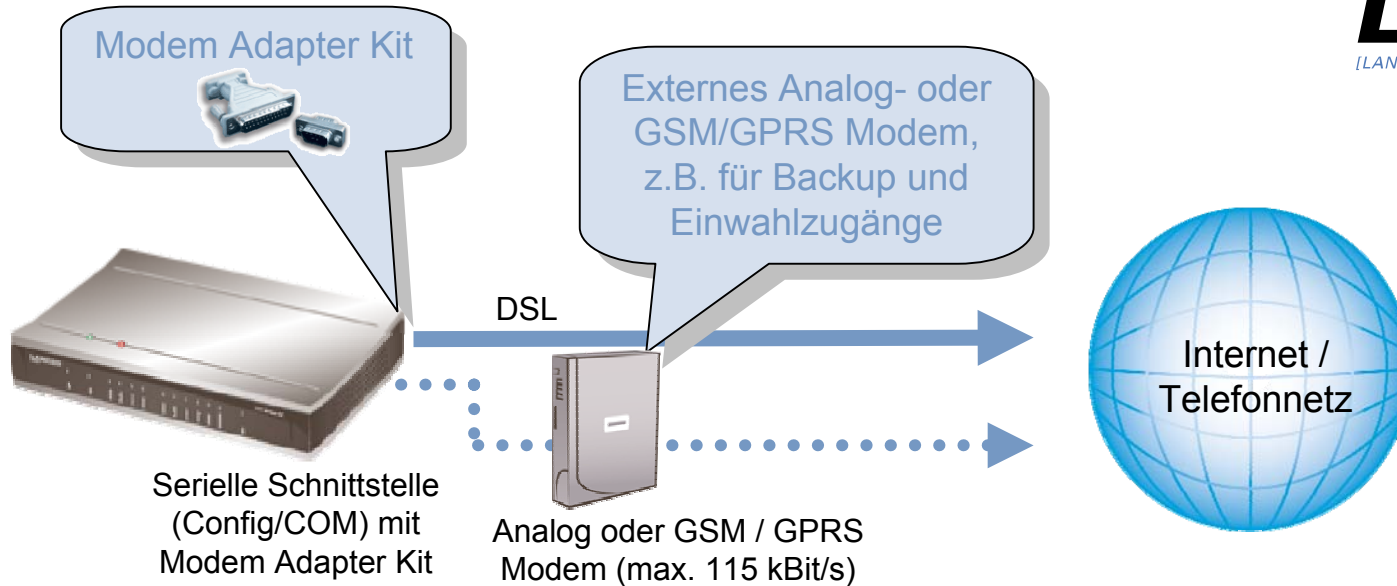 Modem Adapter Kit
Externes Analog- oder
GSM/GPRS Modem,
z.B. für Backup und
Einwahlzugänge
DSL
Internet /
Telefonnetz
Serielle Schnittstelle
(Config/COM) mit
Modem Adapter Kit
Analog oder GSM / GPRS
Modem (max. 115 kBit/s)